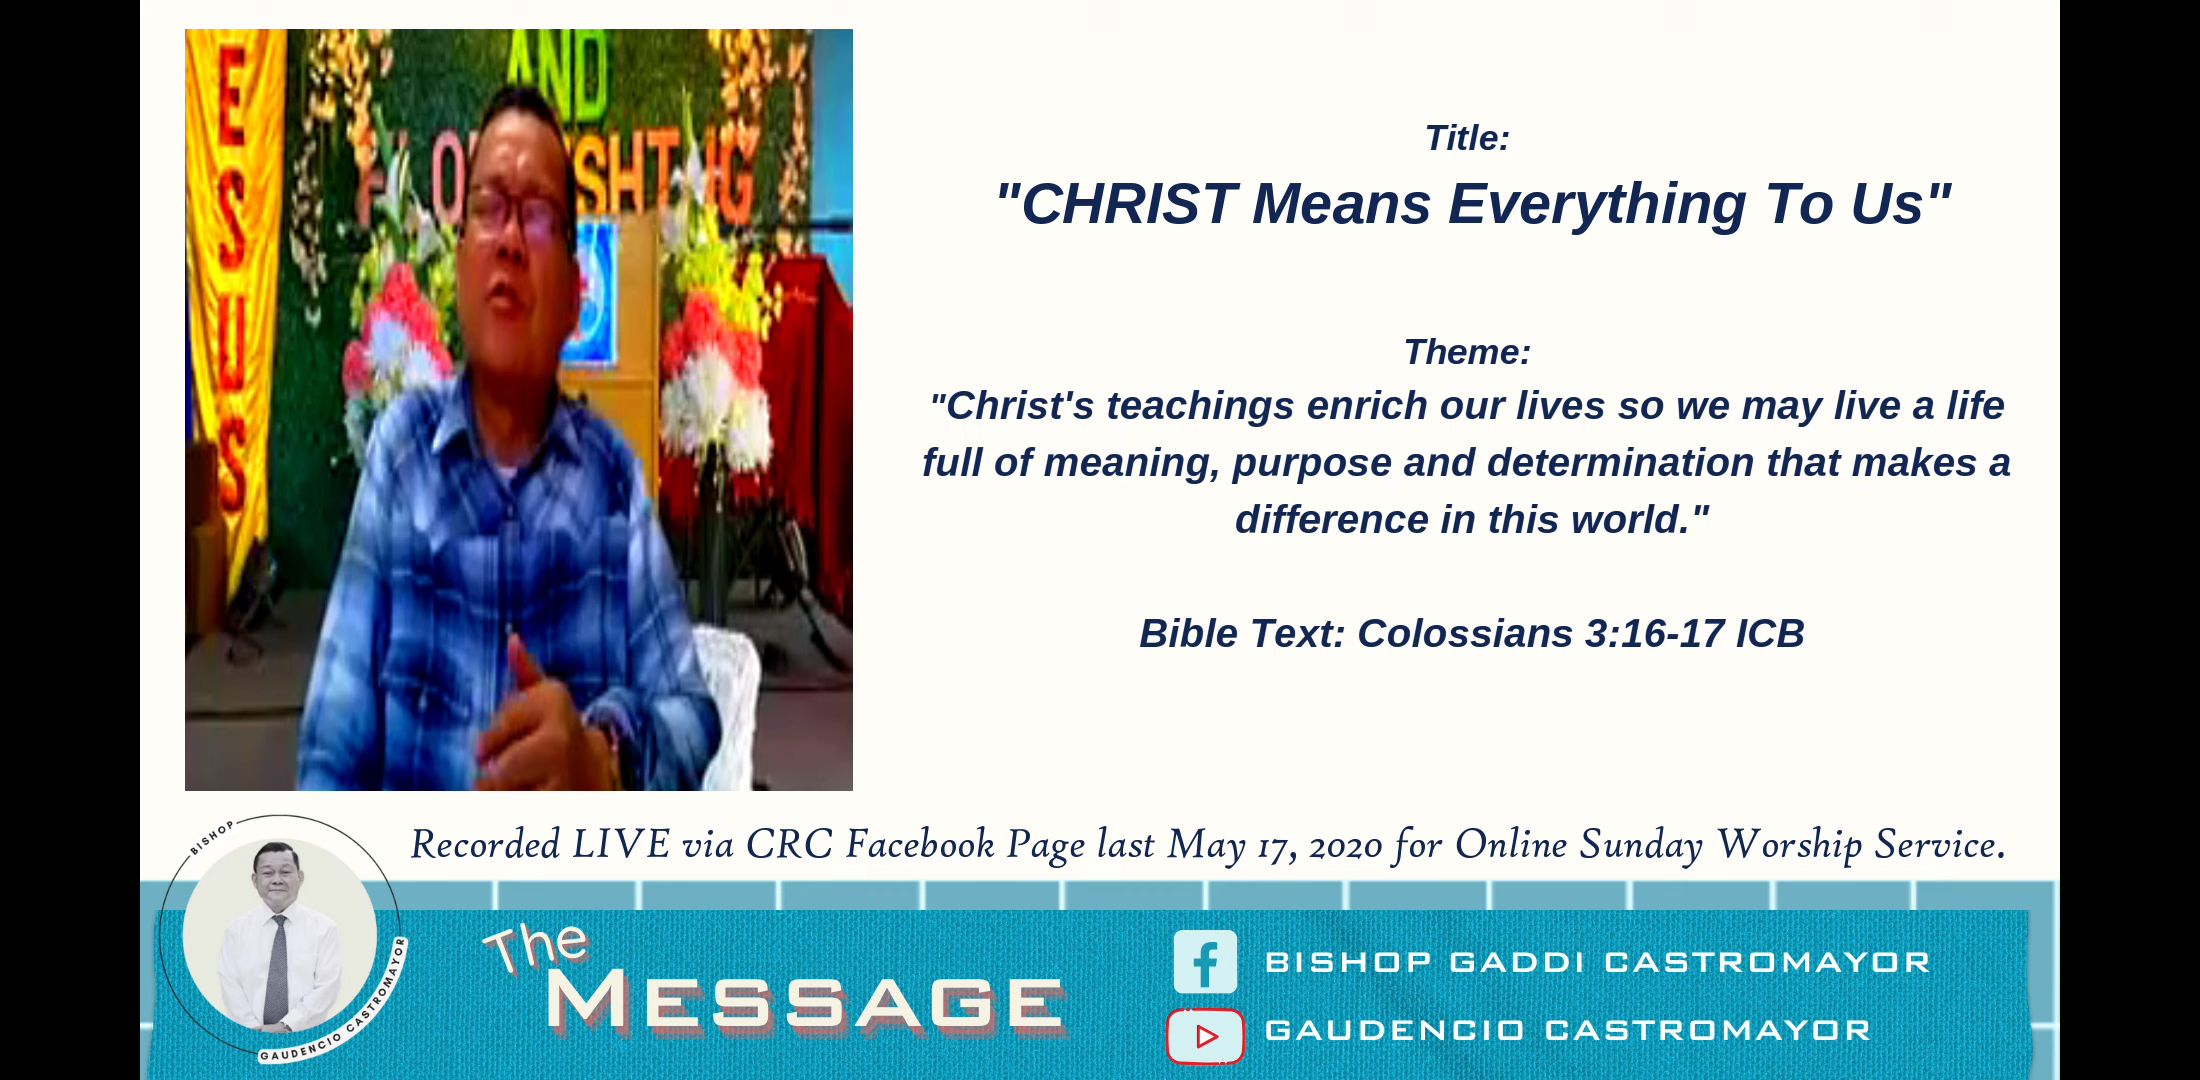 ESUS
AND
Title:
"CHRIST Means Everything To Us"
Theme:
"Christ's teachings enrich our lives so we may live a life
full of meaning, purpose and determination that makes a
difference in this world."
Bible Text: Colossians 3:16-17 ICB
Recorded LIVE via CRC Facebook Page last May 17, 2020 for Online Sunday Worship Service.
BISHOP
GAUDENCIO CASTROMAYOR
The
MESSAGE
BISHOP GADDI CASTROMAYOR
GAUDENCIO CASTROMAYOR